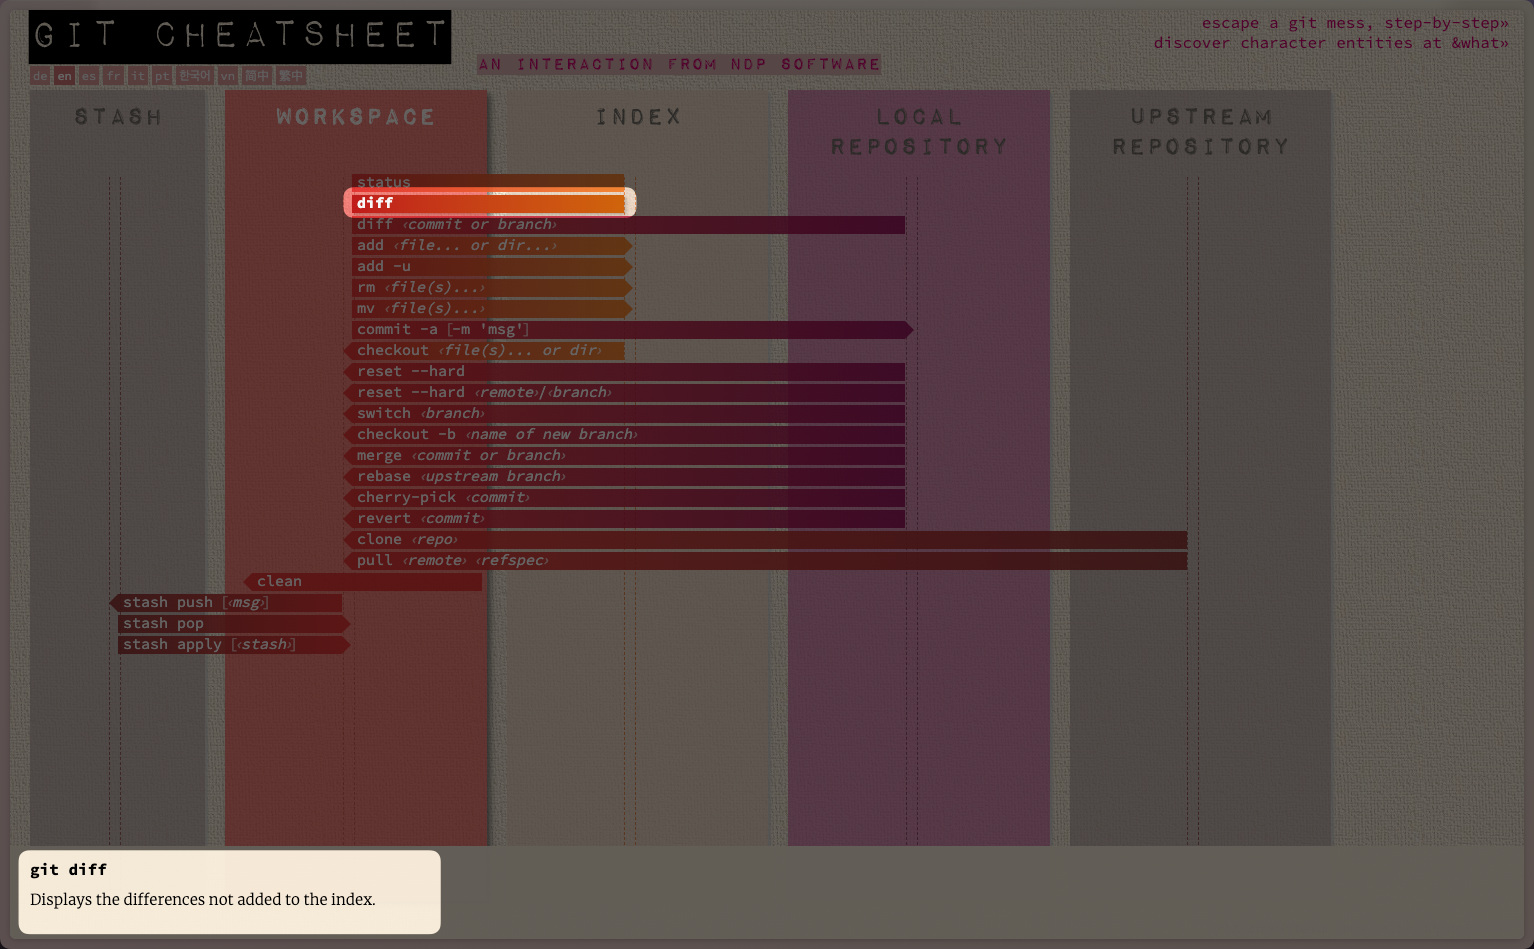 GIT CHEATSHEET
escape a git mess, step-by-step»
discover character entities at &what»
de en es fr it pt 한국어 vn 简中 繁中
AN INTERACTION FROM NDP SOFTWARE
STASH
WORKSPACE
INDEX
LOCAL
REPOSITORY
UPSTREAM
REPOSITORY
status
diff
diff ‹commit or branch›
add ‹file... or dir...›
add -u
rm ‹file(s)...›
mv ‹file(s)...›
commit -a [-m 'msg']
checkout ‹file(s)... or dir›
reset --hard
reset --hard ‹remote›/‹branch›
switch ‹branch›
checkout -b ‹name of new branch›
merge ‹commit or branch›
rebase ‹upstream branch›
cherry-pick ‹commit›
revert ‹commit›
clone ‹repo›
pull ‹remote› ‹refspec›
clean
stash push [‹msg›]
stash pop
stash apply [‹stash›]
git diff
Displays the differences not added to the index.